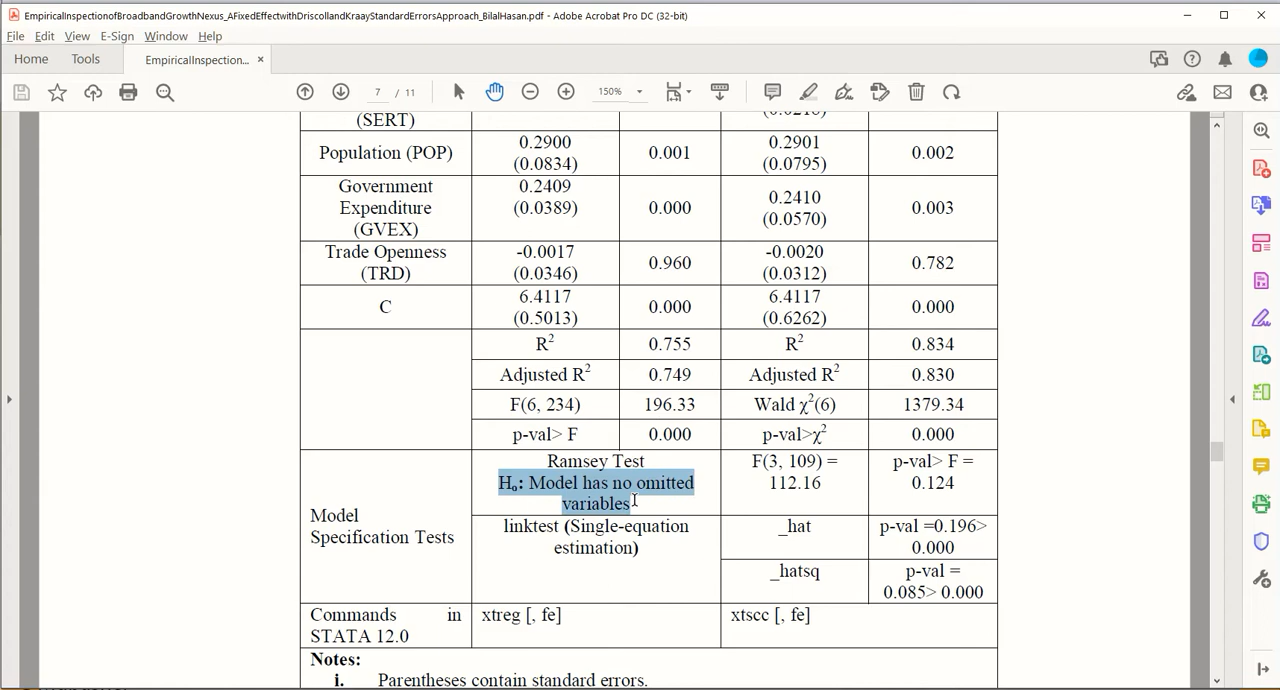 EmpiricalInspectionofBroadbandGrowthNexus_AFixedEffectwithDriscollandKraayStandardErrorsApproach_BilalHasan.pdf - Adobe Acrobat Pro DC (32-bit)
File Edit View E-Sign Window Help
Home Tools EmpiricalInspection... ×
7 / 11 150%
(SERT)
Population (POP) 0.2900 (0.0834) 0.001 0.2901 (0.0795) 0.002
Government Expenditure (GVEX) 0.2409 (0.0389) 0.000 0.2410 (0.0570) 0.003
Trade Openness (TRD) -0.0017 (0.0346) 0.960 -0.0020 (0.0312) 0.782
C 6.4117 (0.5013) 0.000 6.4117 (0.6262) 0.000
R² 0.755 R² 0.834
Adjusted R² 0.749 Adjusted R² 0.830
F(6, 234) 196.33 Wald χ²(6) 1379.34
p-val> F 0.000 p-val>χ² 0.000
Model Specification Tests
Ramsey Test
Hₒ: Model has no omitted variables
F(3, 109) = 112.16
p-val> F = 0.124
linktest (Single-equation estimation)
_hat p-val =0.196> 0.000
_hatsq p-val = 0.085> 0.000
Commands in STATA 12.0 xtreg [, fe] xtscc [, fe]
Notes:
i. Parentheses contain standard errors.